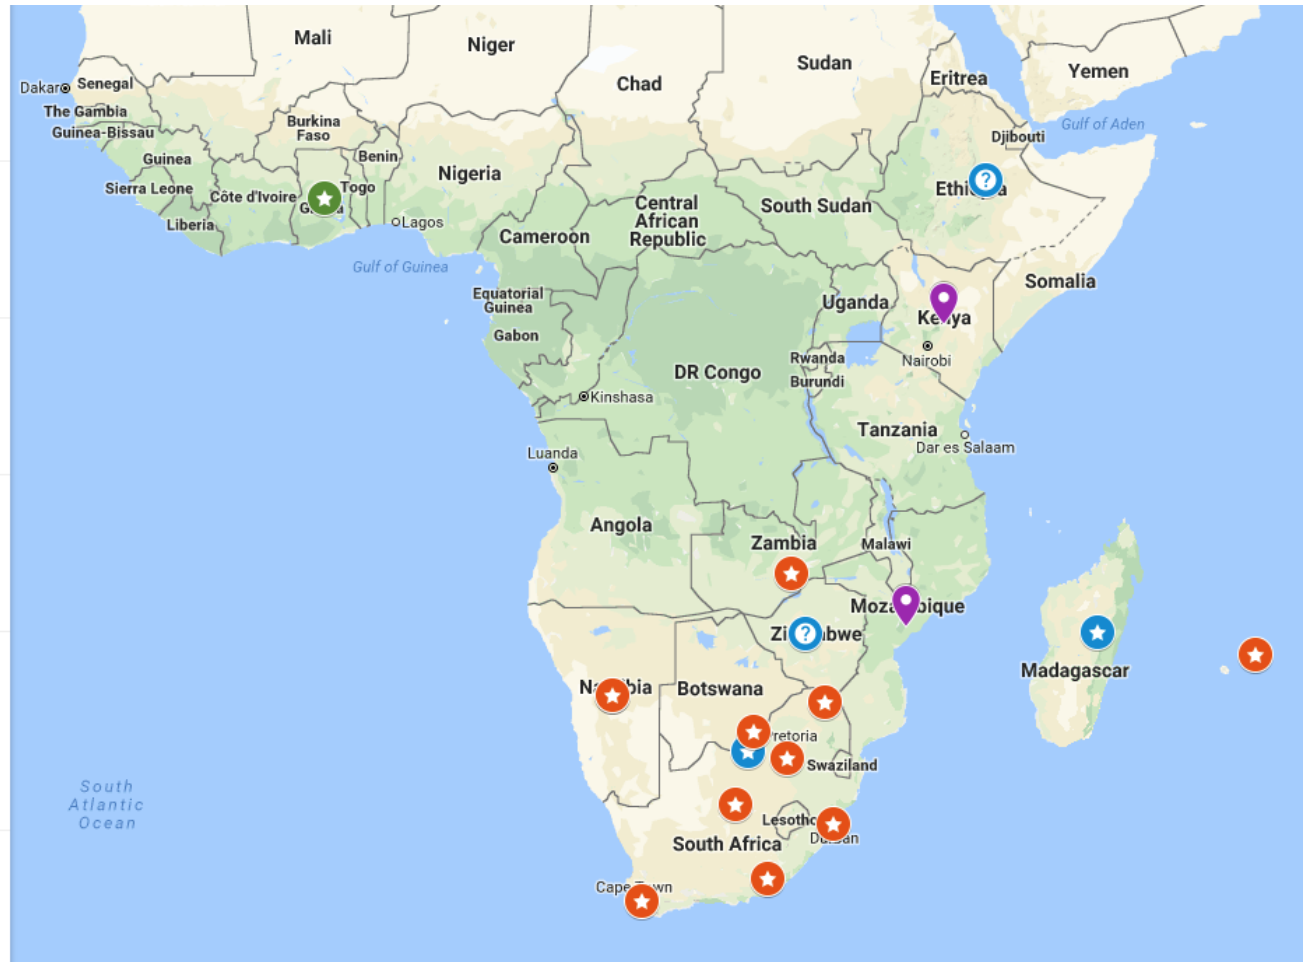 Mali
Niger
Chad
Sudan
Eritrea
Yemen
Dakar
Senegal
The Gambia
Guinea-Bissau
Burkina
Faso
Gulf of Aden
Djibouti
Guinea
Benin
Nigeria
Sierra Leone
Côte d'Ivoire
Togo
Liberia
Lagos
Central
African
Republic
South Sudan
Cameroon
Gulf of Guinea
Somalia
Equatorial
Guinea
Gabon
Uganda
Kenya
Nairobi
Rwanda
Burundi
DR Congo
Kinshasa
Tanzania
Dar es Salaam
Luanda
Angola
Zambia
Malawi
Madagascar
Botswana
Swaziland
South
Atlantic
Ocean
South Africa